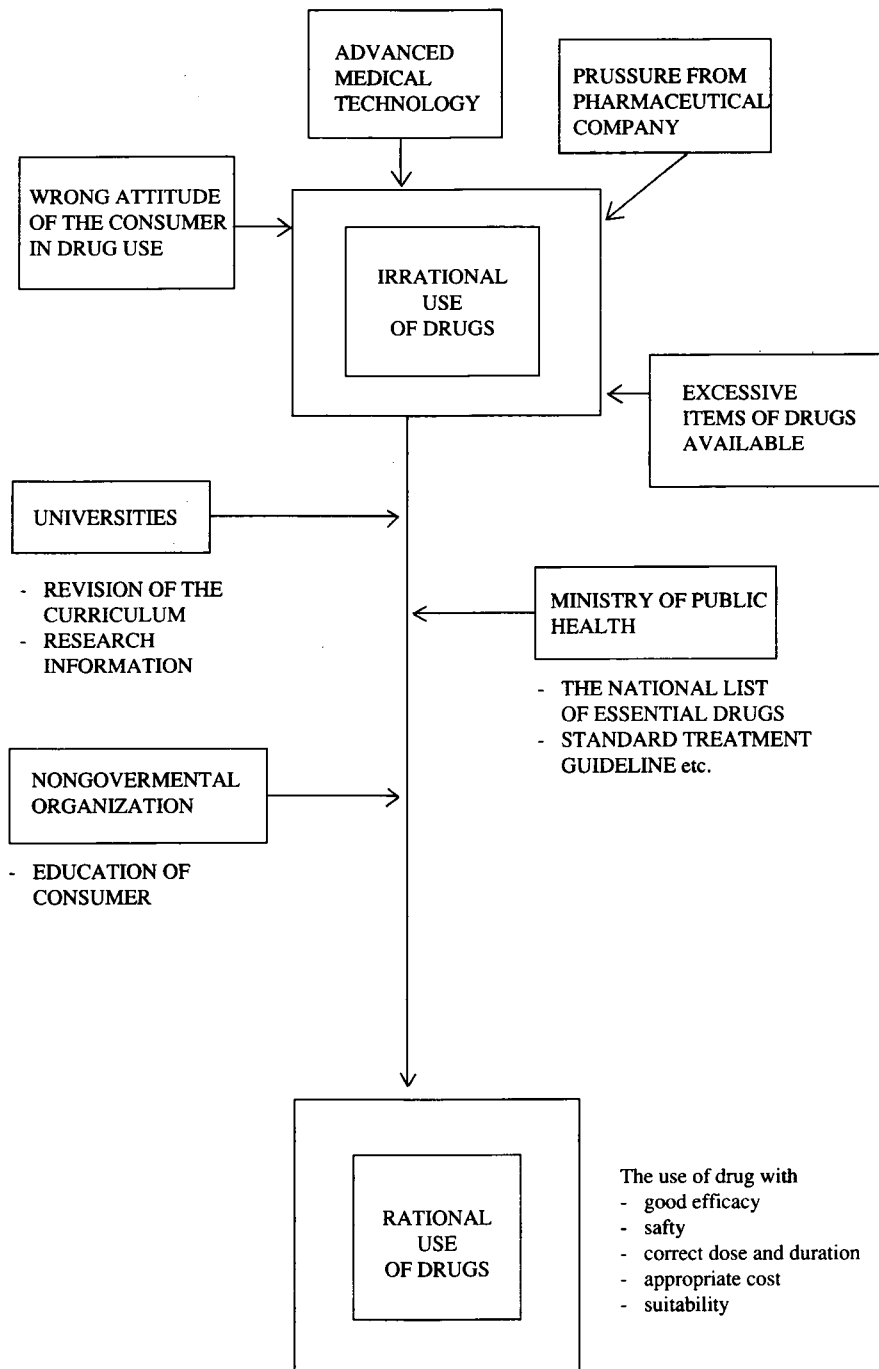 ADVANCED
MEDICAL
TECHNOLOGY
PRUSSURE FROM
PHARMACEUTICAL
COMPANY
WRONG ATTITUDE
OF THE CONSUMER
IN DRUG USE
IRRATIONAL
USE
OF DRUGS
EXCESSIVE
ITEMS OF DRUGS
AVAILABLE
UNIVERSITIES
- REVISION OF THE
CURRICULUM
- RESEARCH
INFORMATION
MINISTRY OF PUBLIC
HEALTH
- THE NATIONAL LIST
OF ESSENTIAL DRUGS
- STANDARD TREATMENT
GUIDELINE etc.
NONGOVERMENTAL
ORGANIZATION
- EDUCATION OF
CONSUMER
RATIONAL
USE
OF DRUGS
The use of drug with
- good efficacy
- safty
- correct dose and duration
- appropriate cost
- suitability